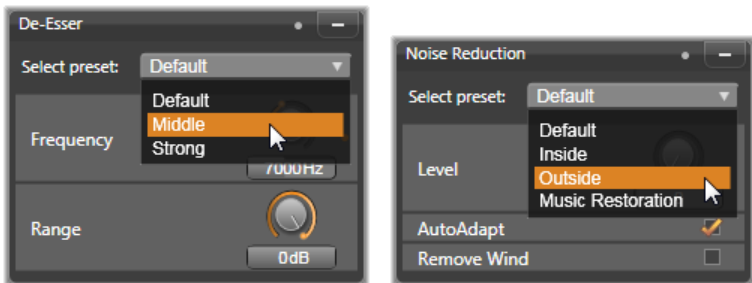 De-Esser
Select preset: Default
Default
Middle
Strong
Frequency
7000Hz
Range
0dB
Noise Reduction
Select preset: Default
Default
Inside
Outside
Music Restoration
Level
AutoAdapt
Remove Wind